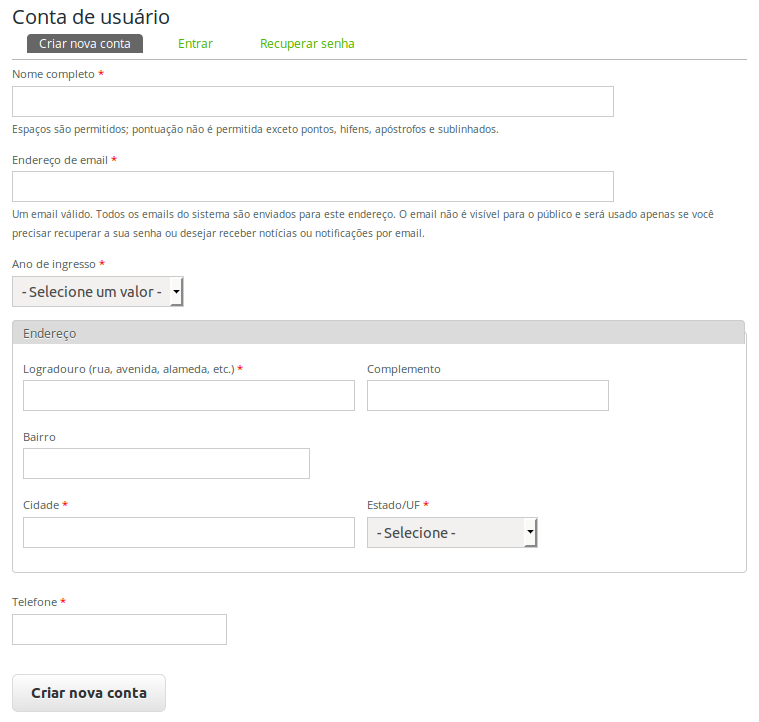 Conta de usuário
Criar nova conta Entrar Recuperar senha
Nome completo *
Espaços são permitidos; pontuação não é permitida exceto pontos, hifens, apóstrofos e sublinhados.
Endereço de email *
Um email válido. Todos os emails do sistema são enviados para este endereço. O email não é visível para o público e será usado apenas se você
precisar recuperar a sua senha ou desejar receber notícias ou notificações por email.
Ano de ingresso *
- Selecione um valor -
Endereço
Logradouro (rua, avenida, alameda, etc.) * Complemento
Bairro
Cidade * Estado/UF *
- Selecione -
Telefone *
Criar nova conta